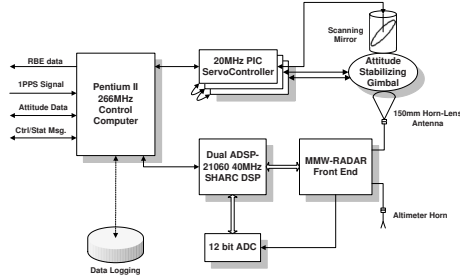 RBE data
1PPS Signal
Attitude Data
Ctrl/Stat Msg.
Pentium II
266MHz
Control
Computer
20MHz PIC
ServoController
Scanning
Mirror
Attitude
Stabilizing
Gimbal
150mm Horn-Lens
Antenna
Dual ADSP-
21060 40MHz
SHARC DSP
MMW-RADAR
Front End
Altimeter Horn
12 bit ADC
Data Logging